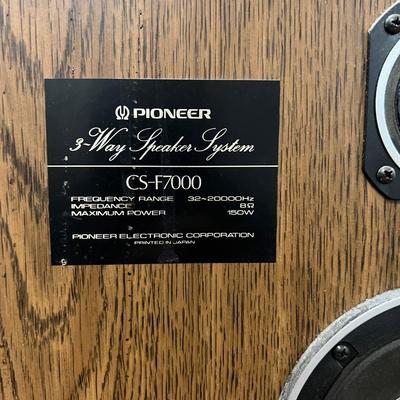 PIONEER
3-Way Speaker System
CS-F7000
FREQUENCY RANGE 32~20000Hz
IMPEDANCE 8Ω
MAXIMUM POWER 150W
PIONEER ELECTRONIC CORPORATION
PRINTED IN JAPAN